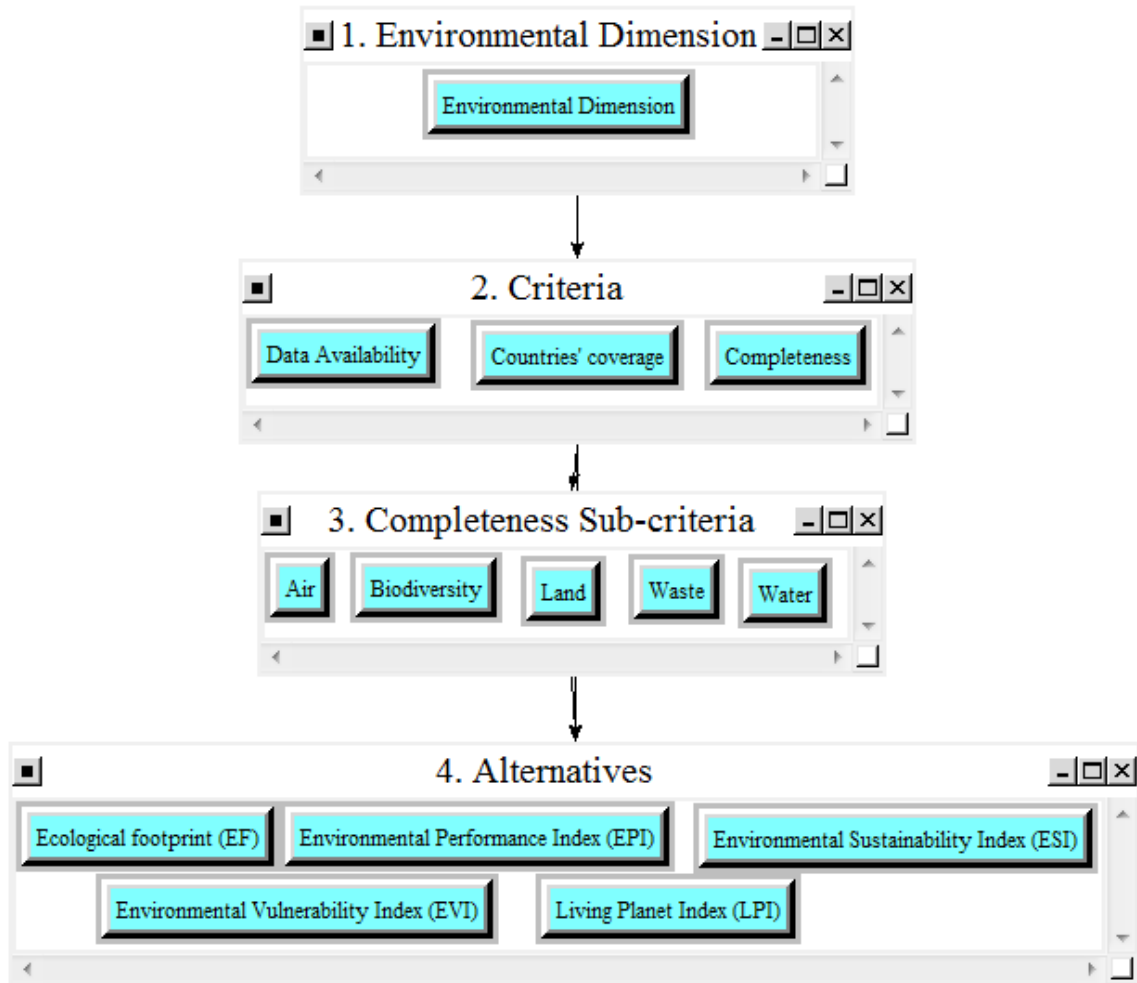 1. Environmental Dimension
Environmental Dimension
2. Criteria
Data Availability
Countries' coverage
Completeness
3. Completeness Sub-criteria
Air
Biodiversity
Land
Waste
Water
4. Alternatives
Ecological footprint (EF)
Environmental Performance Index (EPI)
Environmental Sustainability Index (ESI)
Environmental Vulnerability Index (EVI)
Living Planet Index (LPI)